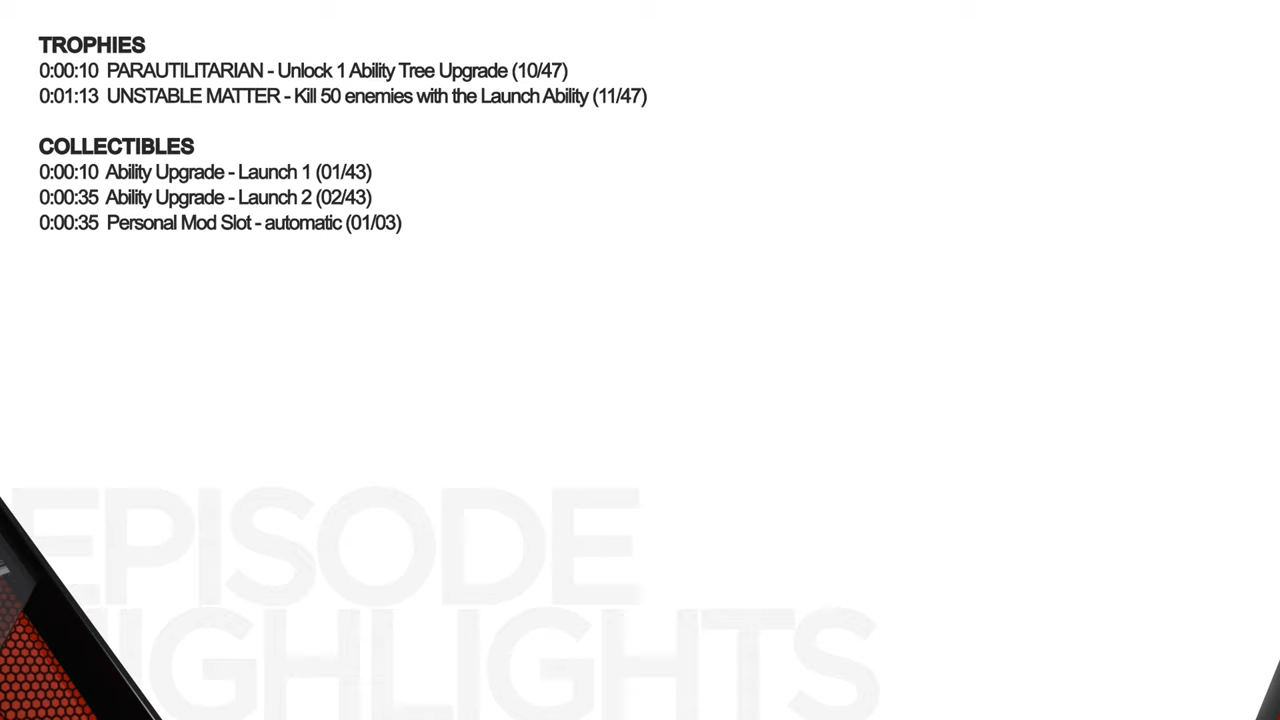 TROPHIES
0:00:10 PARAUTILITARIAN - Unlock 1 Ability Tree Upgrade (10/47)
0:01:13 UNSTABLE MATTER - Kill 50 enemies with the Launch Ability (11/47)
COLLECTIBLES
0:00:10 Ability Upgrade - Launch 1 (01/43)
0:00:35 Ability Upgrade - Launch 2 (02/43)
0:00:35 Personal Mod Slot - automatic (01/03)
EPISODE
HIGHLIGHTS